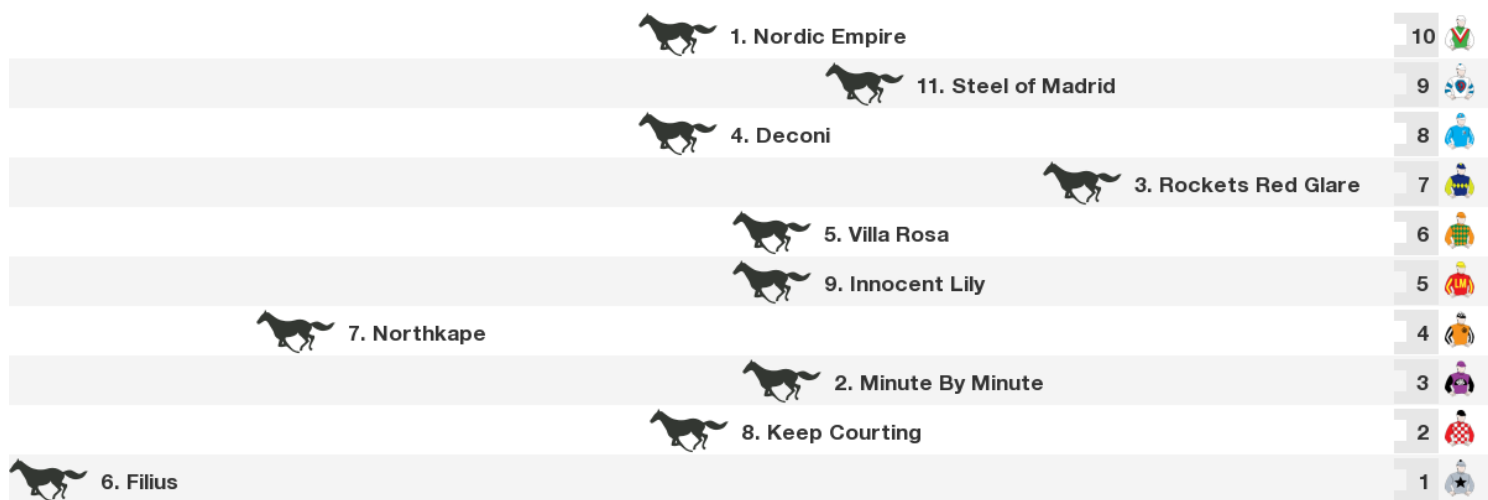 1. Nordic Empire 10
11. Steel of Madrid 9
4. Deconi 8
3. Rockets Red Glare 7
5. Villa Rosa 6
9. Innocent Lily 5
LM
7. Northkape 4
2. Minute By Minute 3
8. Keep Courting 2
6. Filius 1